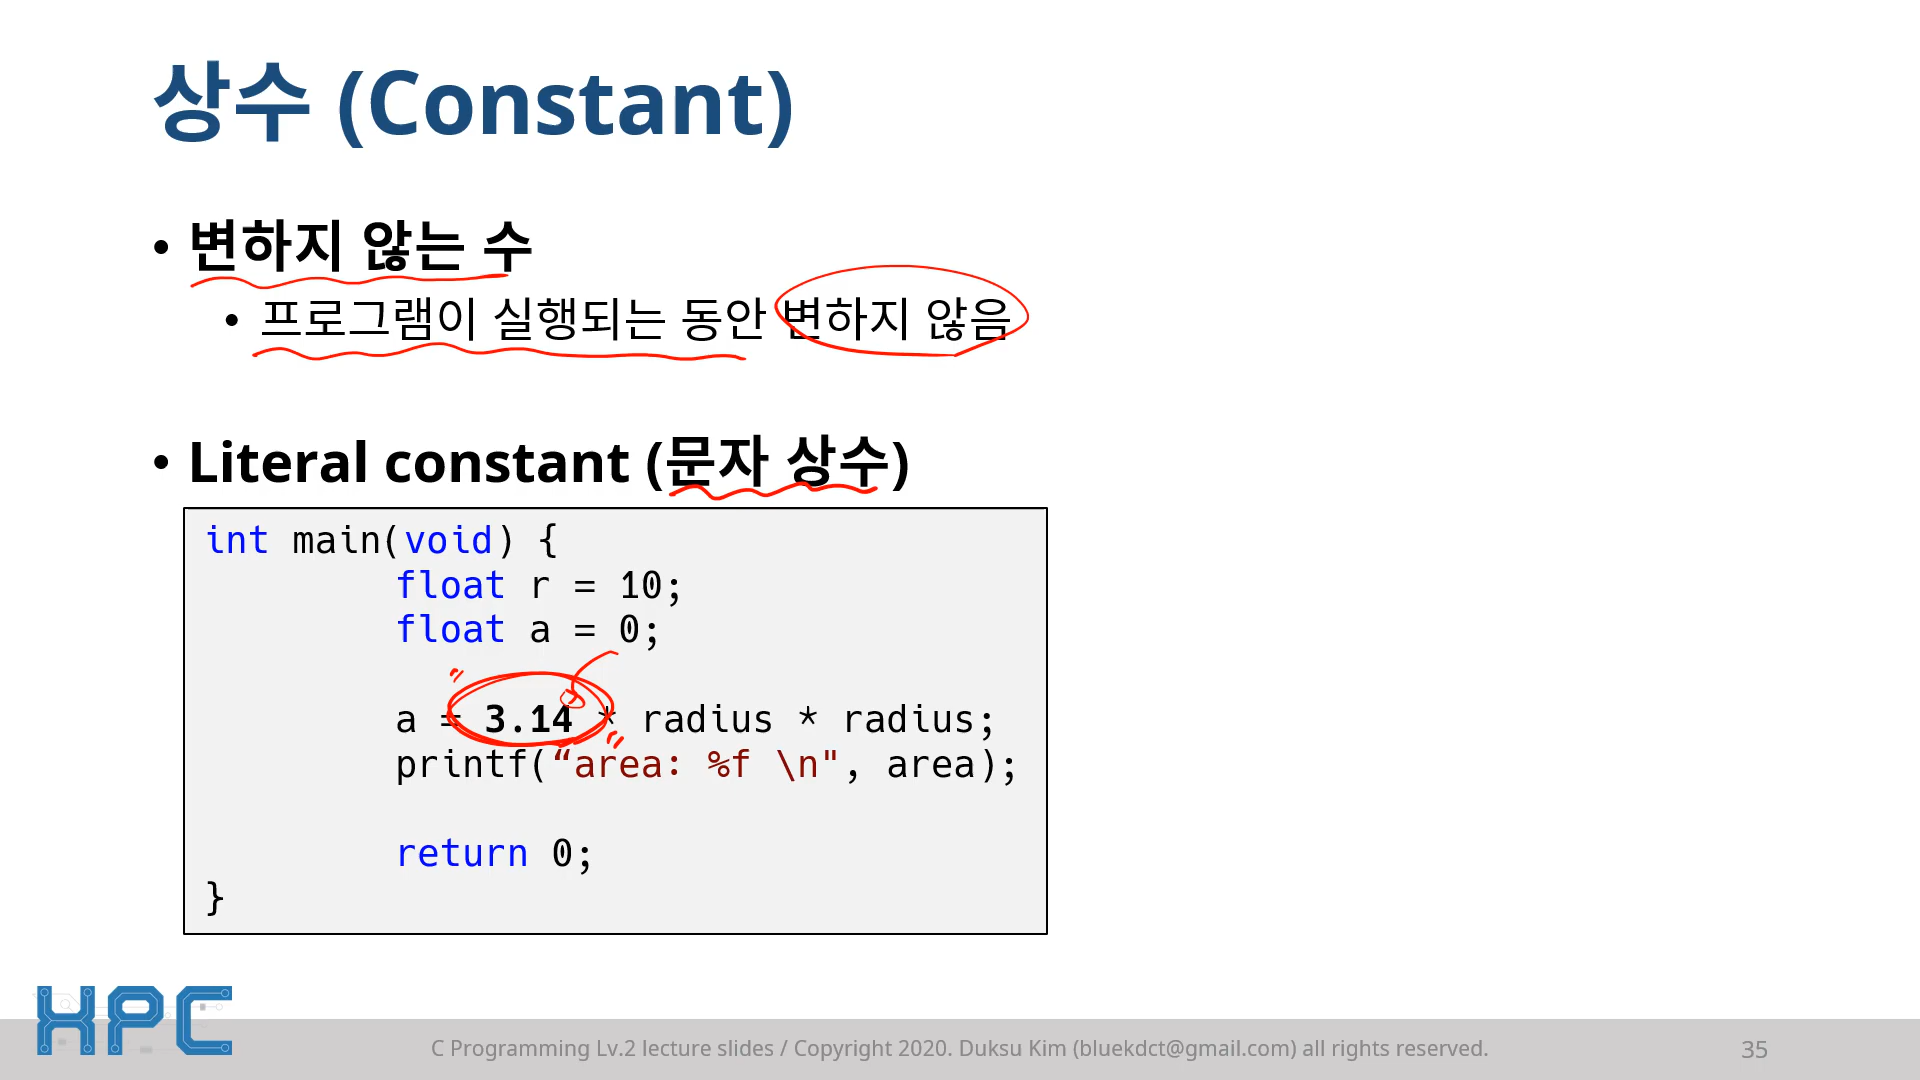 상수 (Constant)
• 변하지 않는 수
• 프로그램이 실행되는 동안 변하지 않음
• Literal constant (문자 상수)
int main(void) {
float r = 10;
float a = 0;
a = 3.14 * radius * radius;
printf(“area: %f \n", area);
return 0;
}
HPC
C Programming Lv.2 lecture slides / Copyright 2020. Duksu Kim (bluekdct@gmail.com) all rights reserved.
35